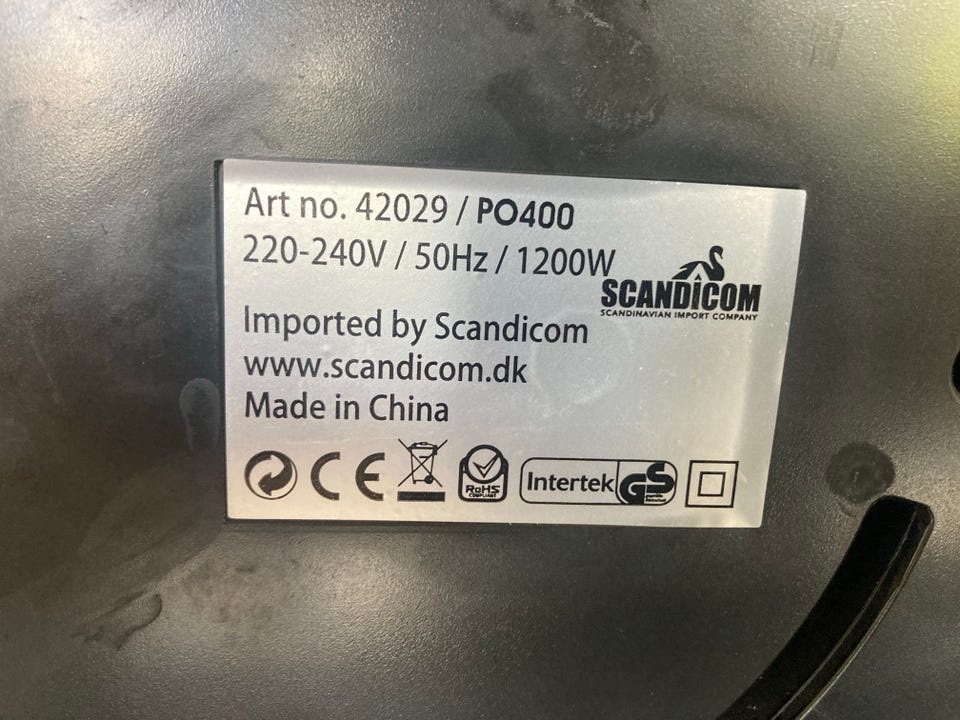 Art no. 42029 / PO400
220-240V / 50Hz / 1200W
SCANDICOM
SCANDINAVIAN IMPORT COMPANY
Imported by Scandicom
www.scandicom.dk
Made in China
CE
RoHS
COMPLIANT
Intertek
GS